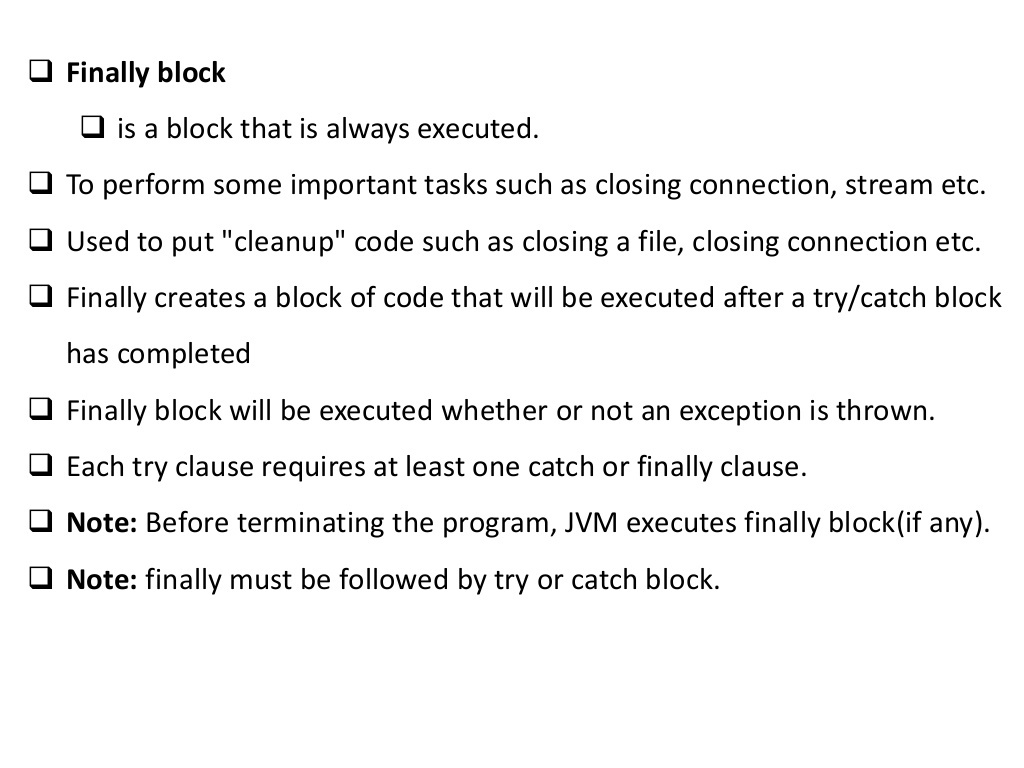 ❑ Finally block
❑ is a block that is always executed.
❑ To perform some important tasks such as closing connection, stream etc.
❑ Used to put "cleanup" code such as closing a file, closing connection etc.
❑ Finally creates a block of code that will be executed after a try/catch block
has completed
❑ Finally block will be executed whether or not an exception is thrown.
❑ Each try clause requires at least one catch or finally clause.
❑ Note: Before terminating the program, JVM executes finally block(if any).
❑ Note: finally must be followed by try or catch block.